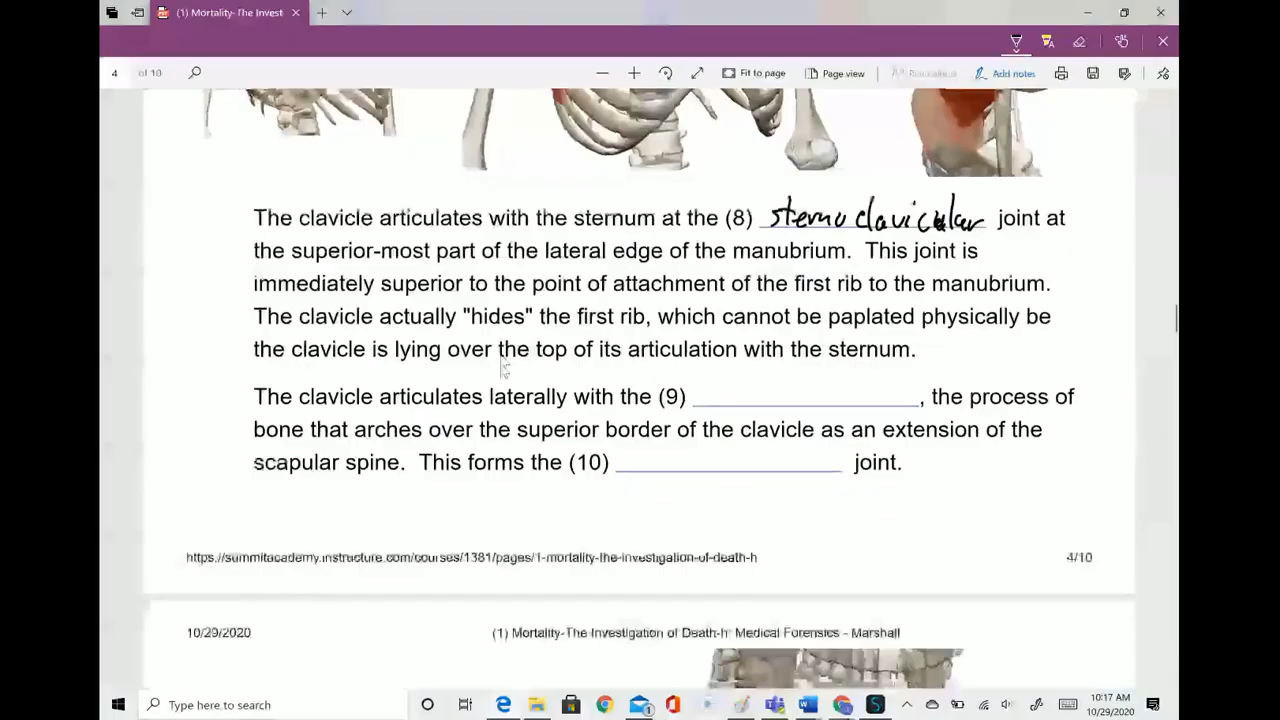 (1) Mortality-The Invest
4 of 10 Fit to page Page view Add notes
The clavicle articulates with the sternum at the (8) sternoclavicular joint at
the superior-most part of the lateral edge of the manubrium. This joint is
immediately superior to the point of attachment of the first rib to the manubrium.
The clavicle actually "hides" the first rib, which cannot be paplated physically be
the clavicle is lying over the top of its articulation with the sternum.
The clavicle articulates laterally with the (9) , the process of
bone that arches over the superior border of the clavicle as an extension of the
scapular spine. This forms the (10) joint.
https://summitacademy.instructure.com/courses/1381/pages/1-mortality-the-investigation-of-death-h 4/10
10/29/2020 (1) Mortality-The Investigation of Death-h Medical Forensics - Marshall
Type here to search
10:17 AM
10/29/2020